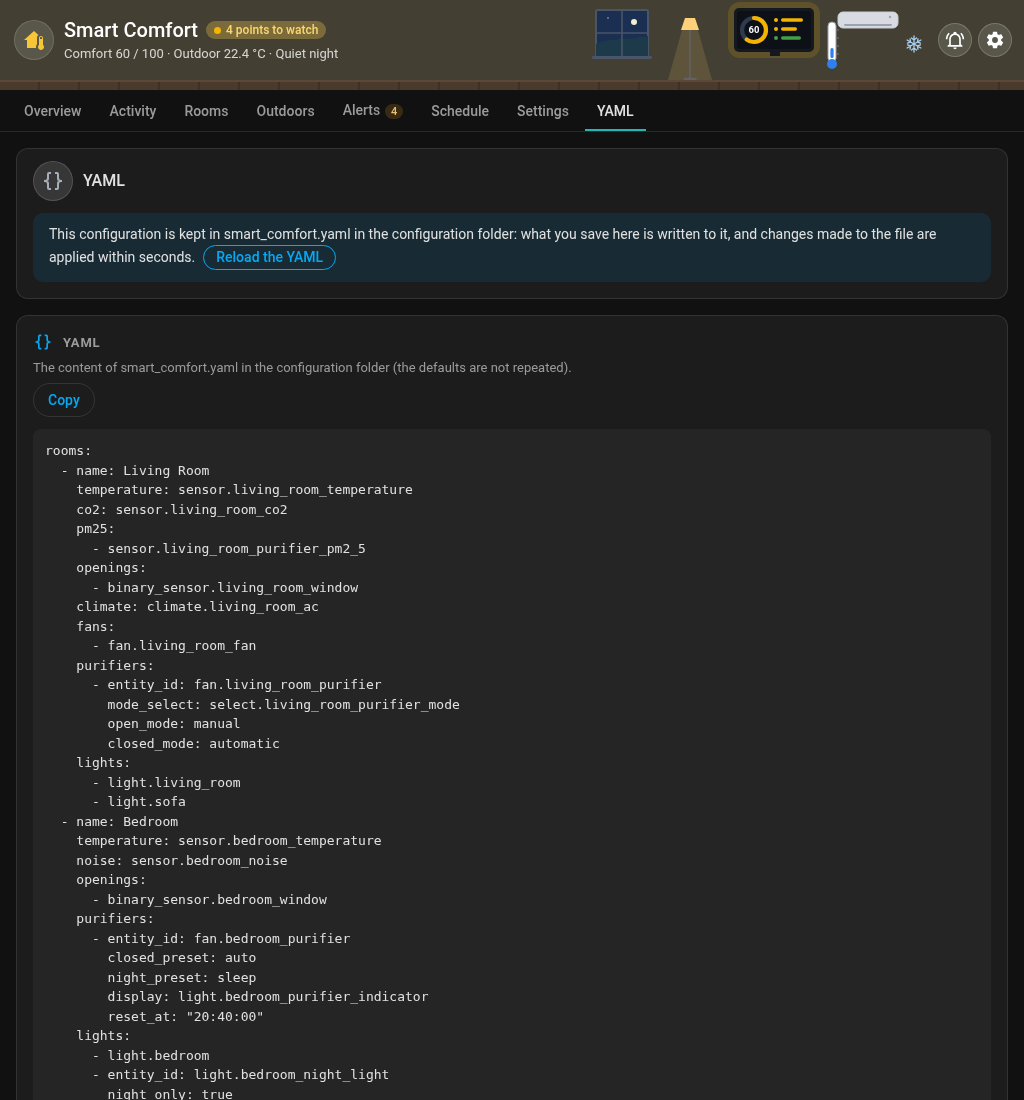 Smart Comfort
4 points to watch
Comfort 60 / 100 · Outdoor 22.4 °C · Quiet night
60
Overview
Activity
Rooms
Outdoors
Alerts 4
Schedule
Settings
YAML
{} YAML
This configuration is kept in smart_comfort.yaml in the configuration folder: what you save here is written to it, and changes made to the file are
applied within seconds. Reload the YAML
{} YAML
The content of smart_comfort.yaml in the configuration folder (the defaults are not repeated).
Copy
rooms:
  - name: Living Room
    temperature: sensor.living_room_temperature
    co2: sensor.living_room_co2
    pm25:
      - sensor.living_room_purifier_pm2_5
    openings:
      - binary_sensor.living_room_window
    climate: climate.living_room_ac
    fans:
      - fan.living_room_fan
    purifiers:
      - entity_id: fan.living_room_purifier
        mode_select: select.living_room_purifier_mode
        open_mode: manual
        closed_mode: automatic
    lights:
      - light.living_room
      - light.sofa
  - name: Bedroom
    temperature: sensor.bedroom_temperature
    noise: sensor.bedroom_noise
    openings:
      - binary_sensor.bedroom_window
    purifiers:
      - entity_id: fan.bedroom_purifier
        closed_preset: auto
        night_preset: sleep
        display: light.bedroom_purifier_indicator
        reset_at: "20:40:00"
    lights:
      - light.bedroom
      - entity_id: light.bedroom_night_light
        night_only: true